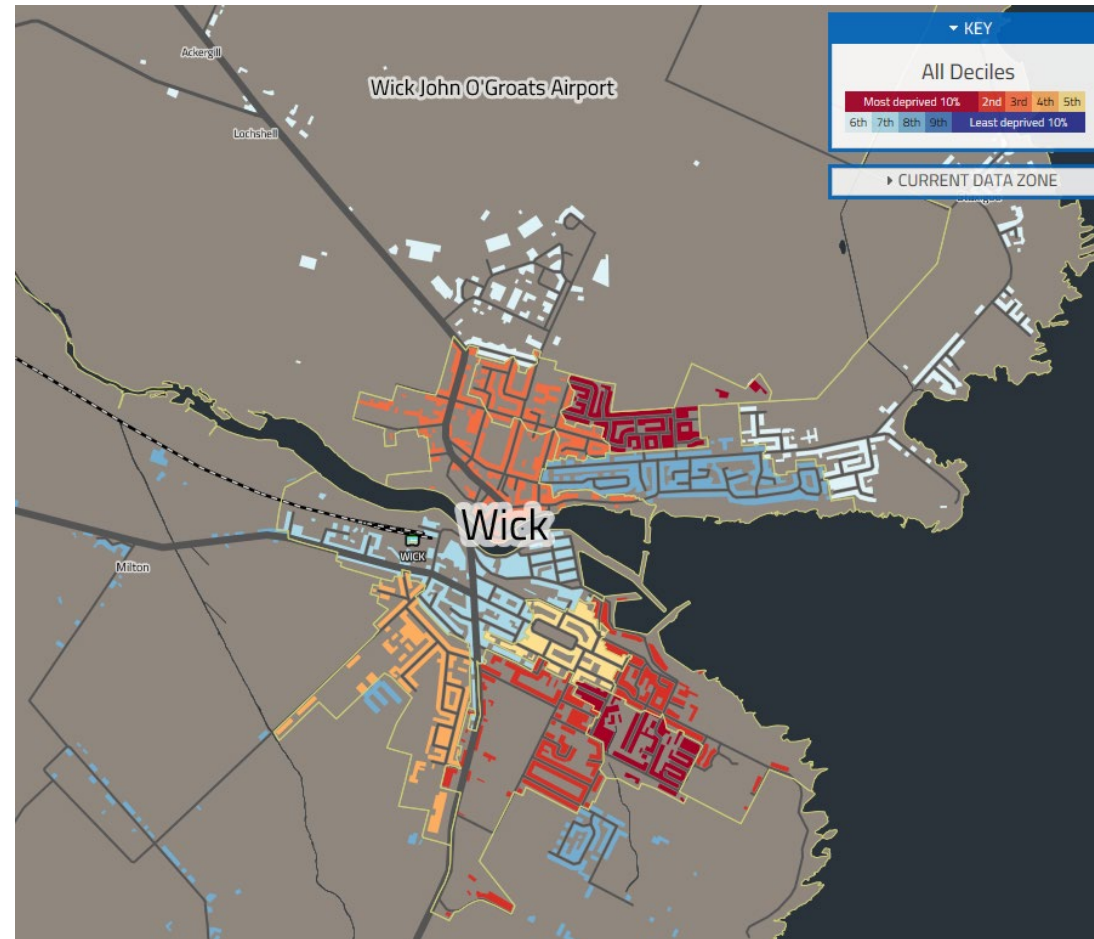 KEY
Ackergill
Wick John O'Groats Airport
All Deciles
Most deprived 10% 2nd 3rd 4th 5th
6th 7th 8th 9th Least deprived 10%
Lochshell
CURRENT DATA ZONE
Wick
WICK
Milton